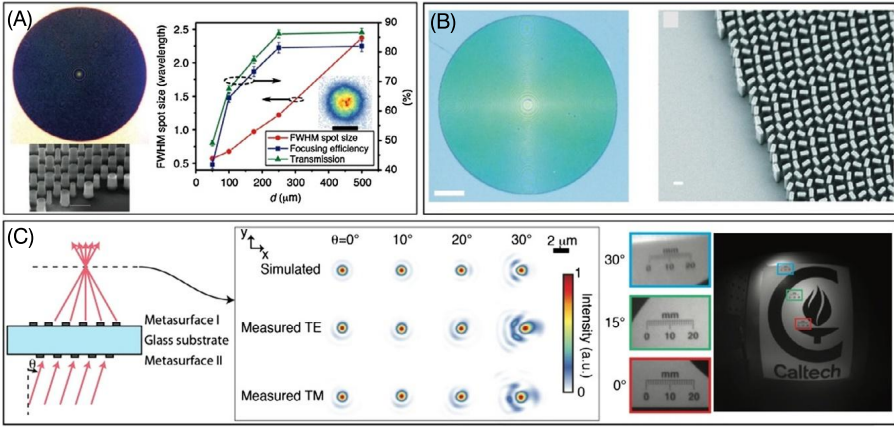 (A)
FWHM spot size (wavelength)
2.5
2.0
1.5
1.0
0.5
90
80
70
60
50
40
(%)
FWHM spot size
Focusing efficiency
Transmission
0 100 200 300 400 500
d (μm)
(B)
(C)
θ
Metasurface I
Glass substrate
Metasurface II
y
x
θ=0° 10° 20° 30° 2 μm
Simulated
Measured TE
Measured TM
1
Intensity (a.u.)
0
30°
mm
0 10 20
15°
mm
0 10 20
0°
mm
0 10 20
C
Caltech